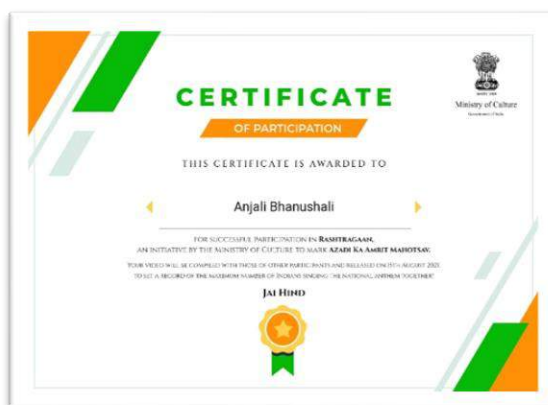 CERTIFICATE
OF PARTICIPATION
Ministry of Culture
Government of India
THIS CERTIFICATE IS AWARDED TO
Anjali Bhanushali
FOR SUCCESSFUL PARTICIPATION IN RASHTRAGAAN,
AN INITIATIVE BY THE MINISTRY OF CULTURE TO MARK AZADI KA AMRIT MAHOTSAV.
YOUR VIDEO WILL BE COMPILED WITH THOSE OF OTHER PARTICIPANTS AND RELEASED ON 15TH AUGUST 2021
TO SET A RECORD OF THE MAXIMUM NUMBER OF INDIANS SINGING THE NATIONAL ANTHEM TOGETHER!
JAI HIND